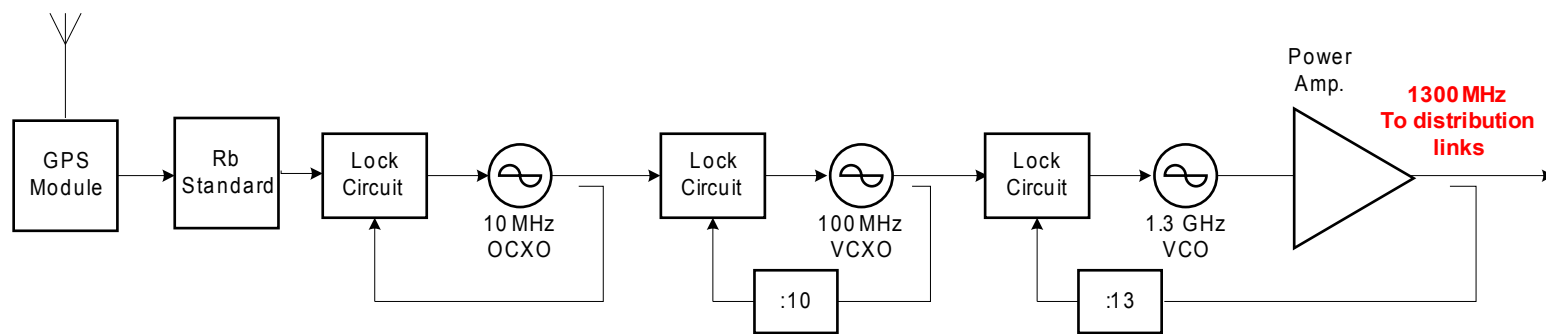 GPS
Module
Rb
Standard
Lock
Circuit
10 MHz
OCXO
Lock
Circuit
:10
100 MHz
VCXO
Lock
Circuit
:13
1.3 GHz
VCO
Power
Amp.
1300 MHz
To distribution
links